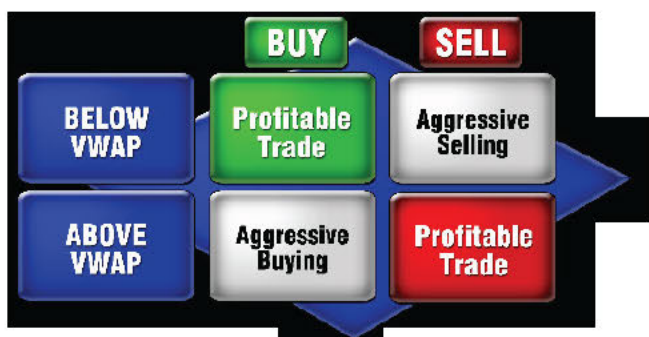 BUY
SELL
BELOW
VWAP
Profitable
Trade
Aggressive
Selling
ABOVE
VWAP
Aggressive
Buying
Profitable
Trade